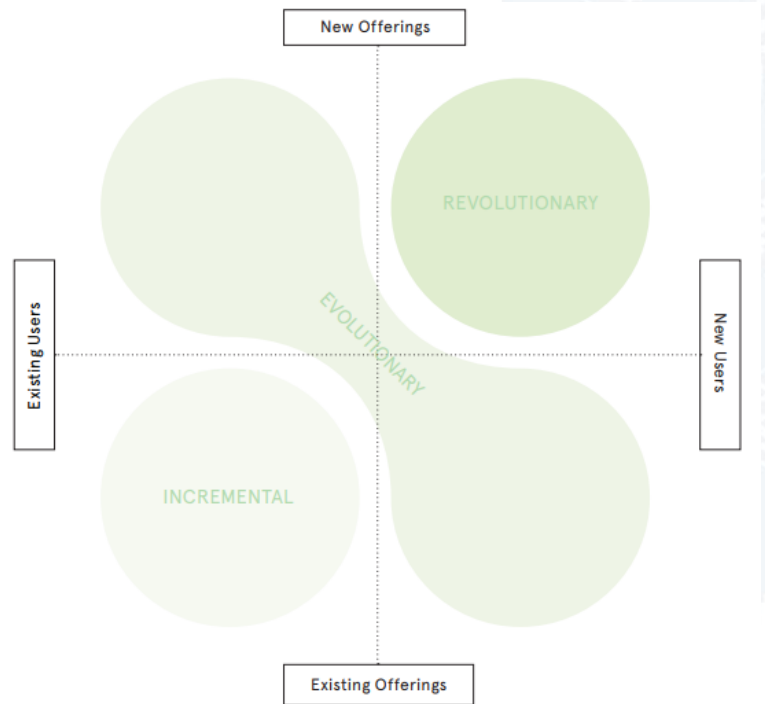 New Offerings
REVOLUTIONARY
Existing Users
EVOLUTIONARY
New Users
INCREMENTAL
Existing Offerings